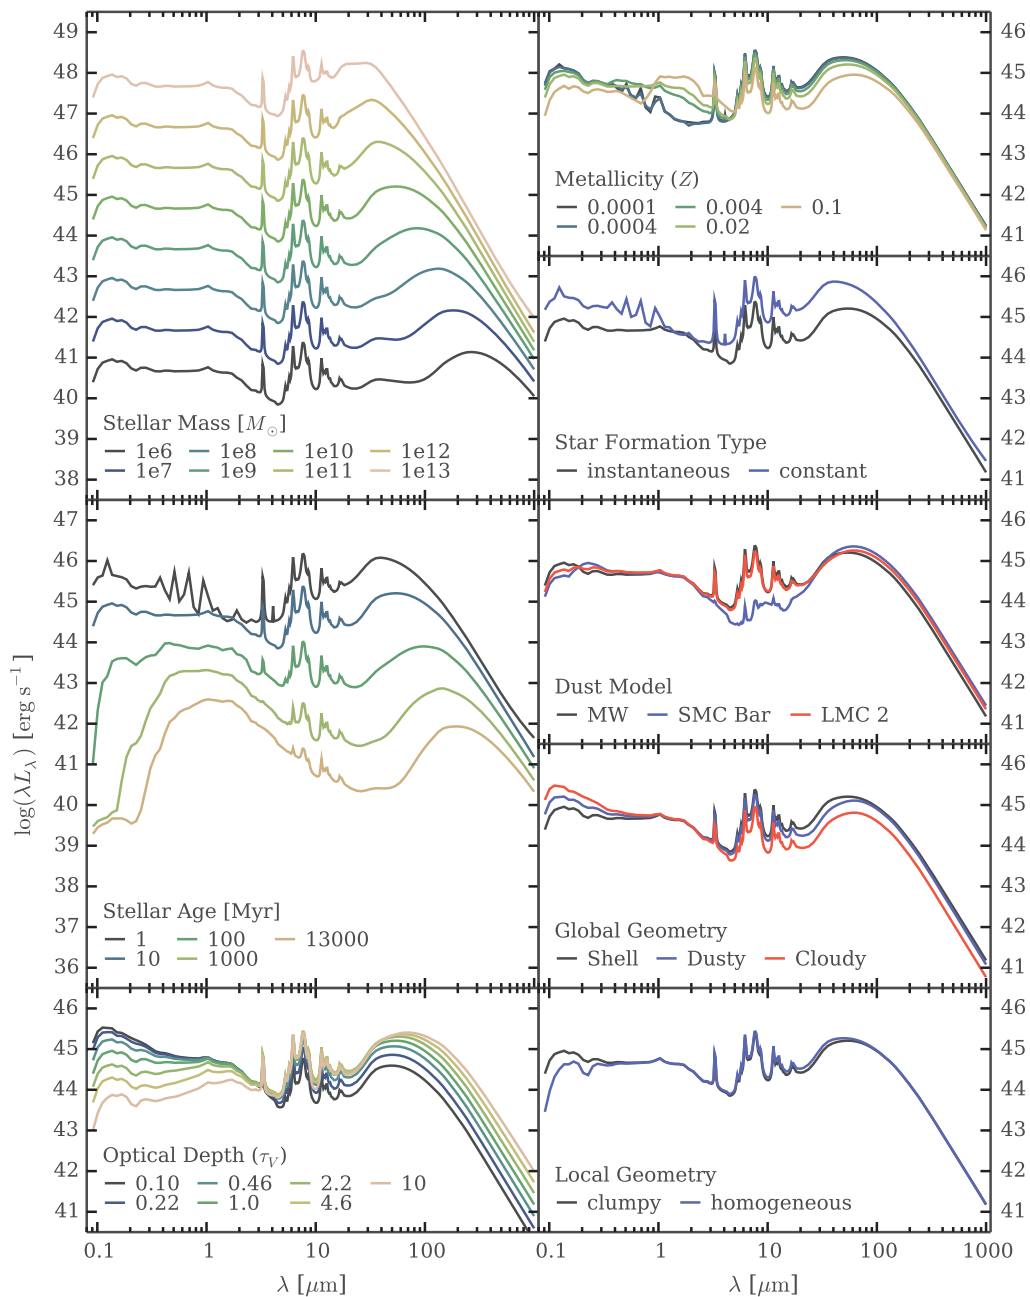 49
48
47
46
45
44
43
42
41
40
39
38
Stellar Mass [M⊙]
1e6 1e8 1e10 1e12
1e7 1e9 1e11 1e13
46
45
44
43
42
41
Metallicity (Z)
0.0001 0.004 0.1
0.0004 0.02
46
45
44
43
42
41
Star Formation Type
instantaneous constant
47
46
45
44
43
42
41
40
39
38
37
36
log(λL_λ) [erg s⁻¹]
Stellar Age [Myr]
1 100 13000
10 1000
46
45
44
43
42
41
Dust Model
MW SMC Bar LMC 2
46
45
44
43
42
41
Global Geometry
Shell Dusty Cloudy
45
44
43
42
41
Optical Depth (τ_V)
0.10 0.46 2.2 10
0.22 1.0 4.6
0.1 1 10 100
λ [μm]
46
45
44
43
42
41
Local Geometry
clumpy homogeneous
0.1 1 10 100 1000
λ [μm]